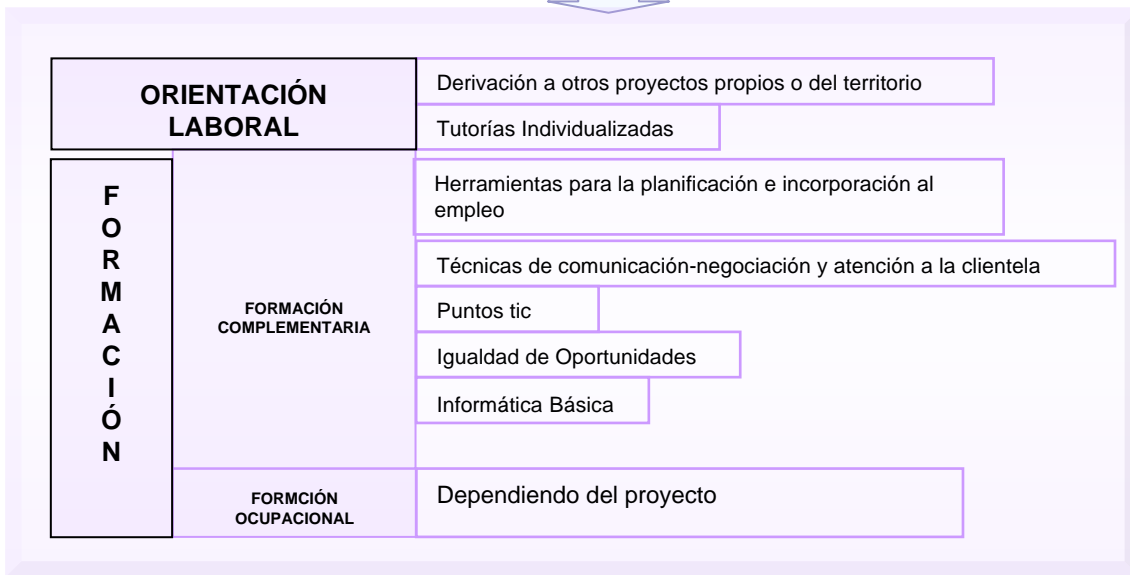 ORIENTACIÓN
LABORAL
Derivación a otros proyectos propios o del territorio
Tutorías Individualizadas
F
O
R
M
A
C
I
Ó
N
FORMACIÓN
COMPLEMENTARIA
Herramientas para la planificación e incorporación al
empleo
Técnicas de comunicación-negociación y atención a la clientela
Puntos tic
Igualdad de Oportunidades
Informática Básica
FORMCIÓN
OCUPACIONAL
Dependiendo del proyecto